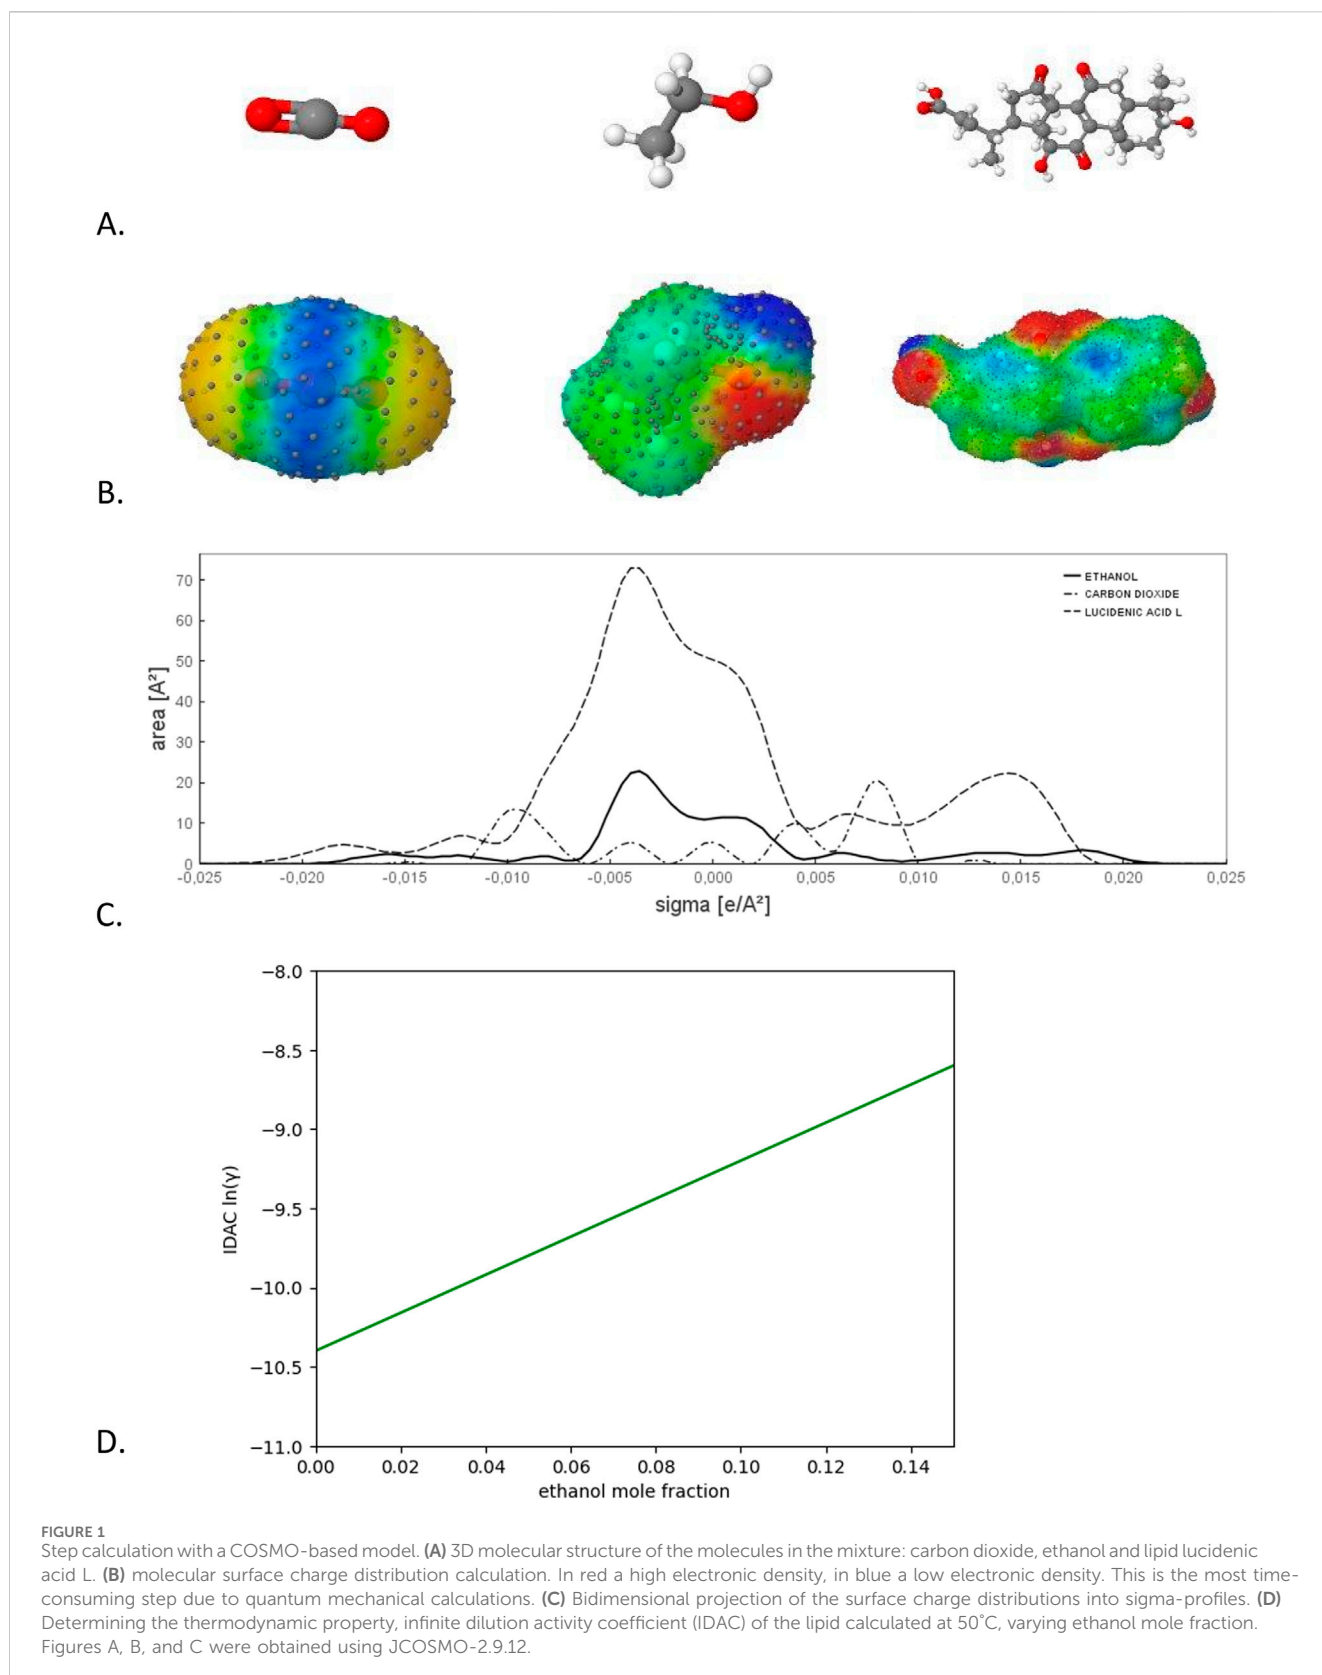 A.
B.
70
60
50
40
30
20
10
0
area [A²]
ETHANOL
CARBON DIOXIDE
LUCIDENIC ACID L
-0,025 -0,020 -0,015 -0,010 -0,005 0,000 0,005 0,010 0,015 0,020 0,025
sigma [e/A²]
C.
−8.0
−8.5
−9.0
−9.5
−10.0
−10.5
−11.0
IDAC ln(γ)
0.00 0.02 0.04 0.06 0.08 0.10 0.12 0.14
ethanol mole fraction
D.
FIGURE 1
Step calculation with a COSMO-based model. (A) 3D molecular structure of the molecules in the mixture: carbon dioxide, ethanol and lipid lucidenic
acid L. (B) molecular surface charge distribution calculation. In red a high electronic density, in blue a low electronic density. This is the most time-
consuming step due to quantum mechanical calculations. (C) Bidimensional projection of the surface charge distributions into sigma-profiles. (D)
Determining the thermodynamic property, infinite dilution activity coefficient (IDAC) of the lipid calculated at 50°C, varying ethanol mole fraction.
Figures A, B, and C were obtained using JCOSMO-2.9.12.